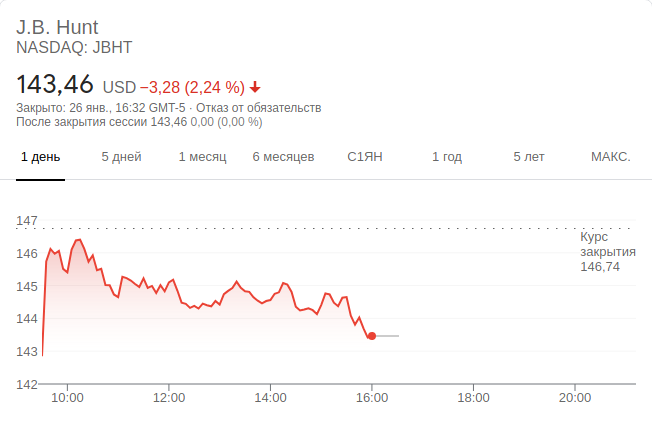 J.B. Hunt
NASDAQ: JBHT
143,46 USD −3,28 (2,24 %)
Закрыто: 26 янв., 16:32 GMT-5 · Отказ от обязательств
После закрытия сессии 143,46 0,00 (0,00 %)
1 день 5 дней 1 месяц 6 месяцев С1ЯН 1 год 5 лет МАКС.
147
146
145
144
143
142
Курс
закрытия
146,74
10:00 12:00 14:00 16:00 18:00 20:00